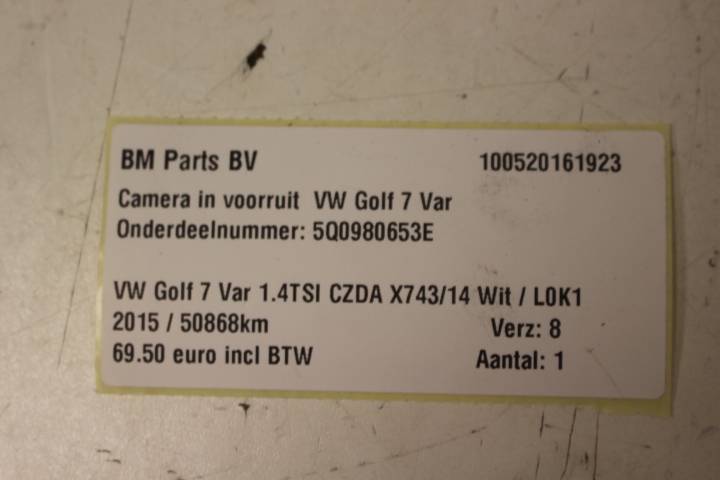 BM Parts BV 100520161923
Camera in voorruit VW Golf 7 Var
Onderdeelnummer: 5Q0980653E
VW Golf 7 Var 1.4TSI CZDA X743/14 Wit / L0K1
2015 / 50868km Verz: 8
69.50 euro incl BTW Aantal: 1